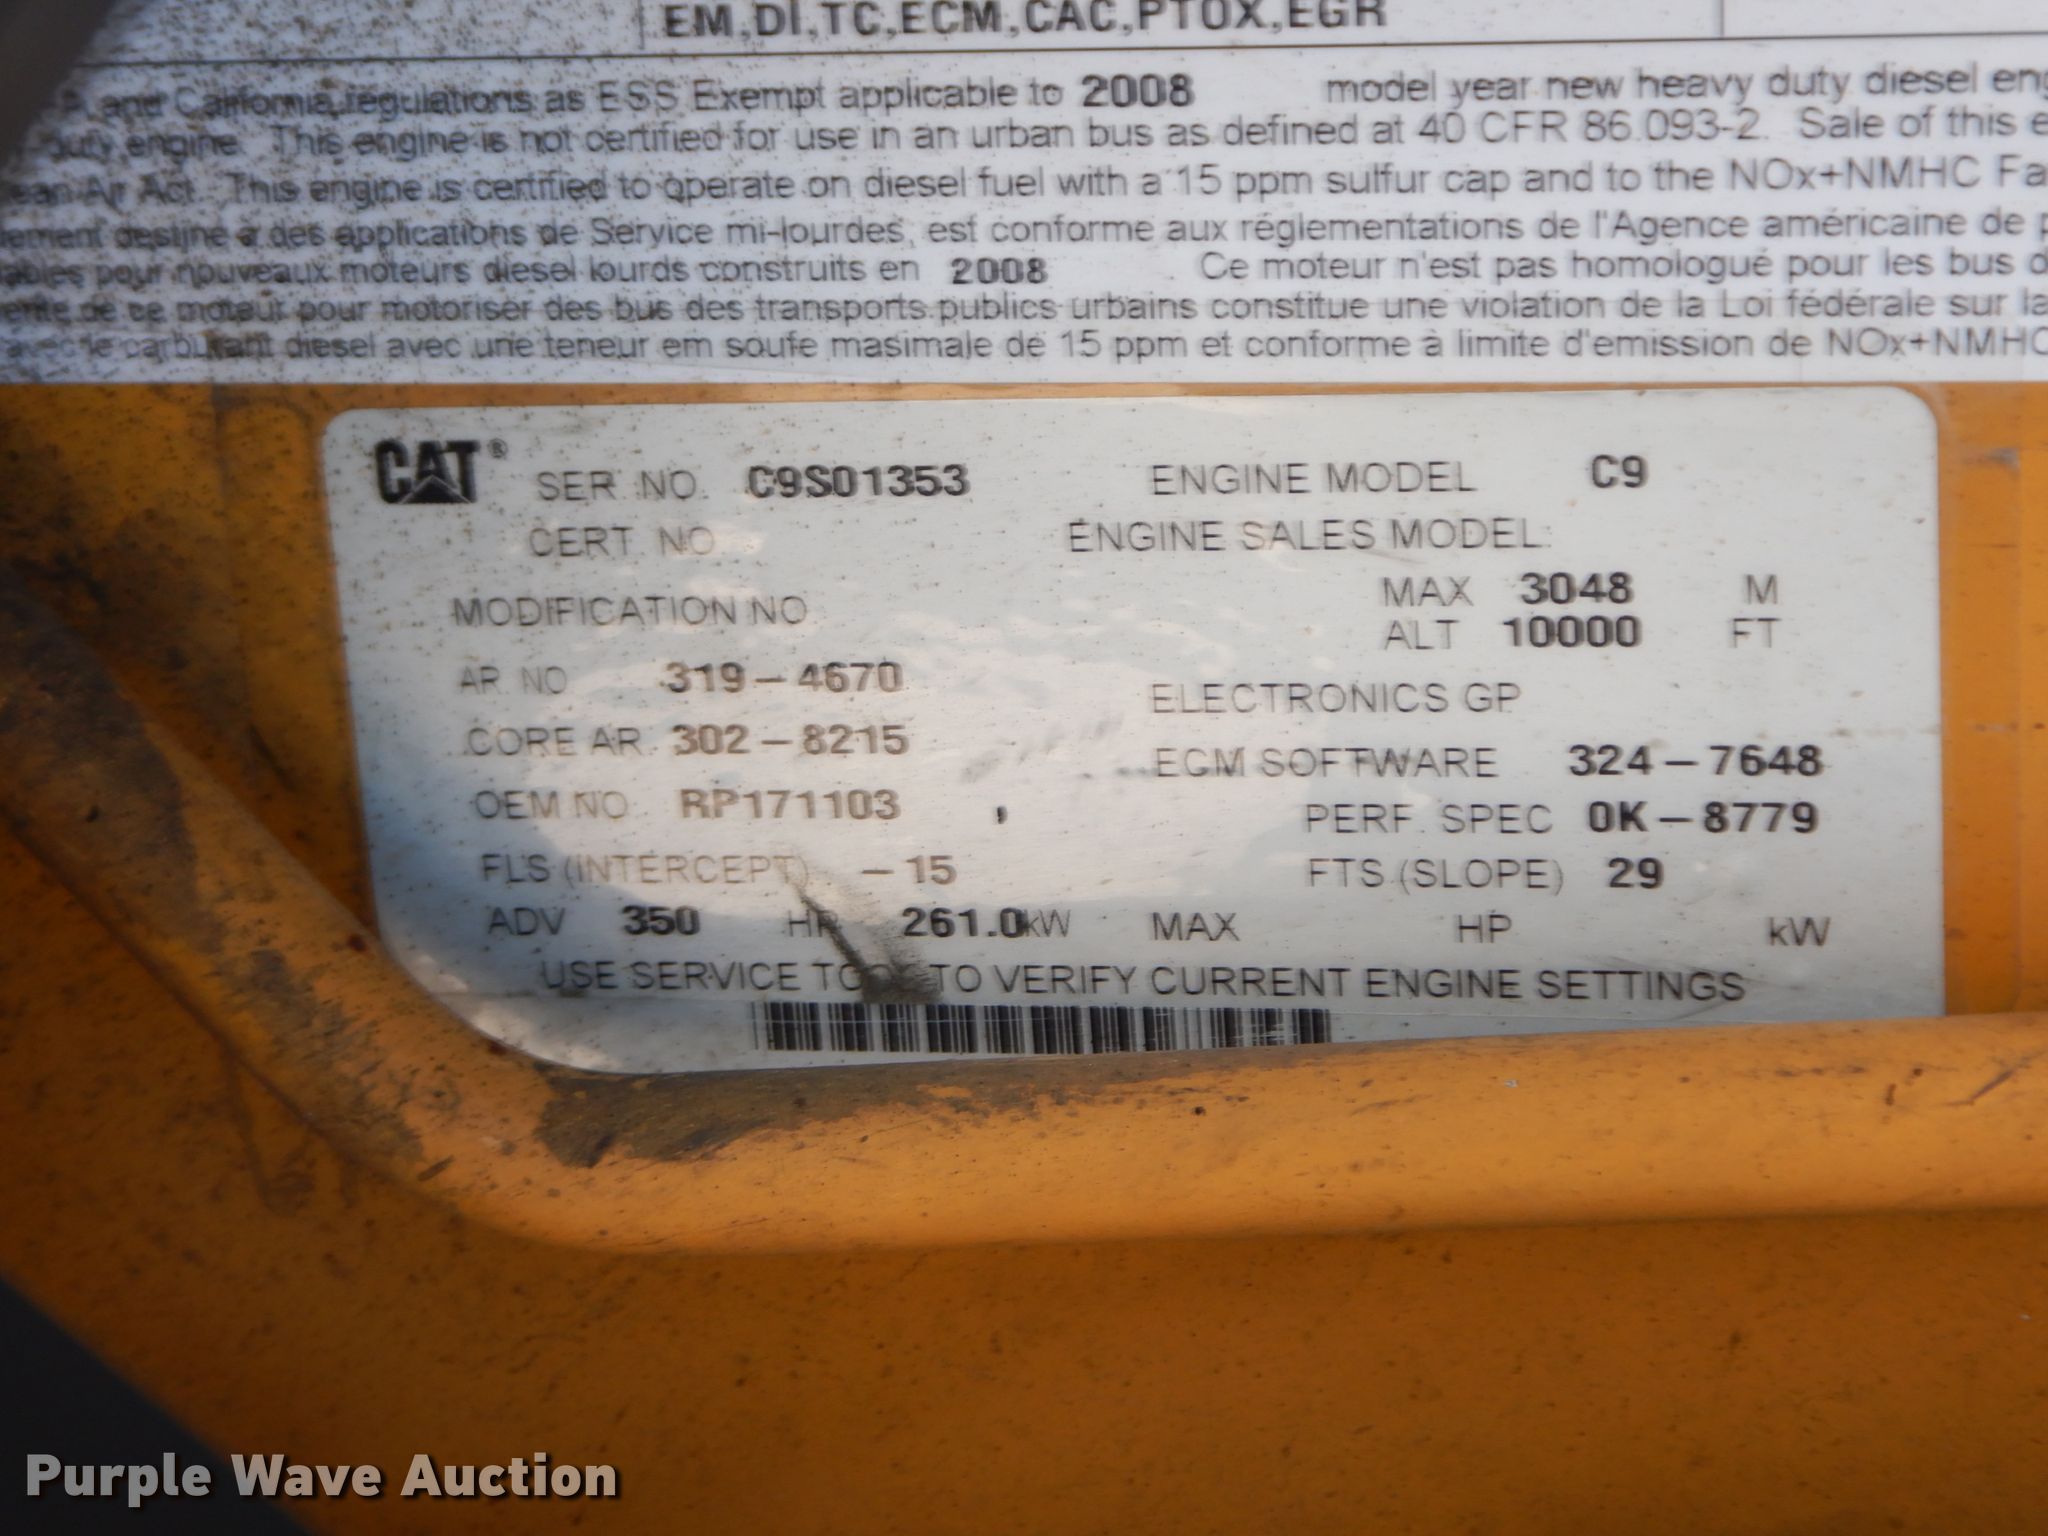 EM,DI,TC,ECM,CAC,PTOX,EGR
and California regulations as ESS Exempt applicable to 2008 model year new heavy duty diesel
duty engine. This engine is not certified for use in an urban bus as defined at 40 CFR 86.093-2. Sale of this
Air Act. This engine is certified to operate on diesel fuel with a 15 ppm sulfur cap and to the NOx+NMHC
destiné à des applications de Service mi-lourdes, est conforme aux réglementations de l'Agence américaine de
pour nouveaux moteurs diesel lourds construits en 2008 . Ce moteur n'est pas homologué pour les bus
de ce moteur pour motoriser des bus des transports publics urbains constitue une violation de la Loi fédérale sur la
avec le carburant diesel avec une teneur em soufe masimale de 15 ppm et conforme à limite d'emission de NOx+NMHC
CAT® SER. NO. C9S01353 ENGINE MODEL C9
CERT. NO. ENGINE SALES MODEL:
MODIFICATION NO. MAX 3048 M
ALT 10000 FT
AR. NO. 319-4670 ELECTRONICS GP
CORE AR. 302-8215 ECM SOFTWARE 324-7648
OEM NO. RP171103 , PERF. SPEC 0K-8779
FLS (INTERCEPT) -15 FTS (SLOPE) 29
ADV 350 HP 261.0kW MAX HP kW
USE SERVICE TOOL TO VERIFY CURRENT ENGINE SETTINGS
Purple Wave Auction